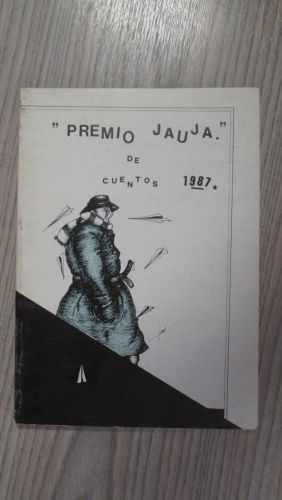 " PREMIO JAUJA."
DE
CUENTOS 1987.